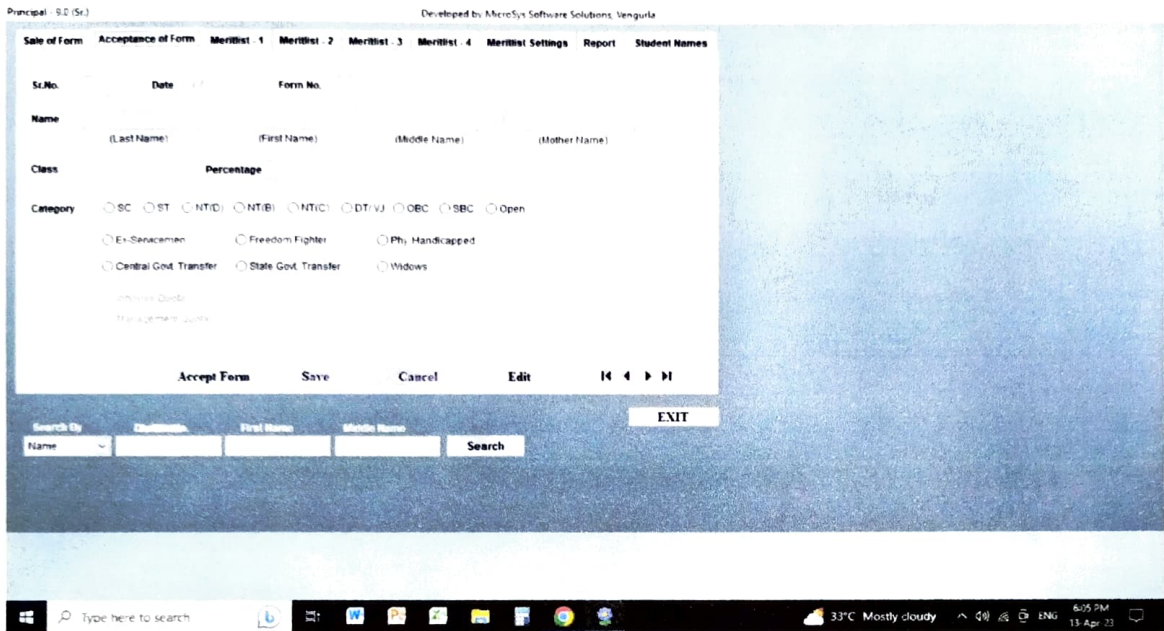 Principal - 9.0 (Sr.)
Developed by MicroSys Software Solutions, Vengurla
Sale of Form Acceptance of Form Meritlist - 1 Meritlist - 2 Meritlist - 3 Meritlist - 4 Meritlist Settings Report Student Names
Sr.No. Date Form No.
Name
(Last Name) (First Name) (Middle Name) (Mother Name)
Class Percentage
Category SC ST NT(D) NT(B) NT(C) DT/VJ OBC SBC Open
Ex-Servicemen Freedom Fighter Phy. Handicapped
Central Govt. Transfer State Govt. Transfer Widows
Inhouse Quota
Management Quota
Accept Form Save Cancel Edit
EXIT
Search By First Name Middle Name
Name Search
Type here to search
33°C Mostly cloudy ENG 6:05 PM
13-Apr-23